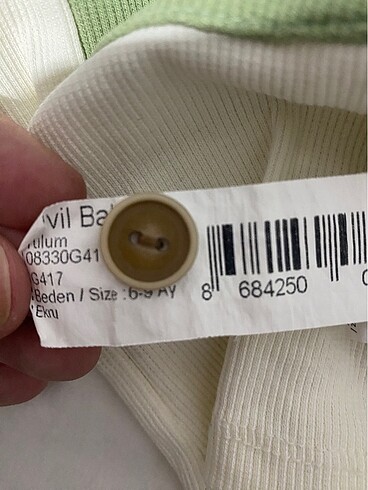 vil Ba
ulum
08330G41
G417
Beden / Size : 6-9 Ay
Ekru
8 684250